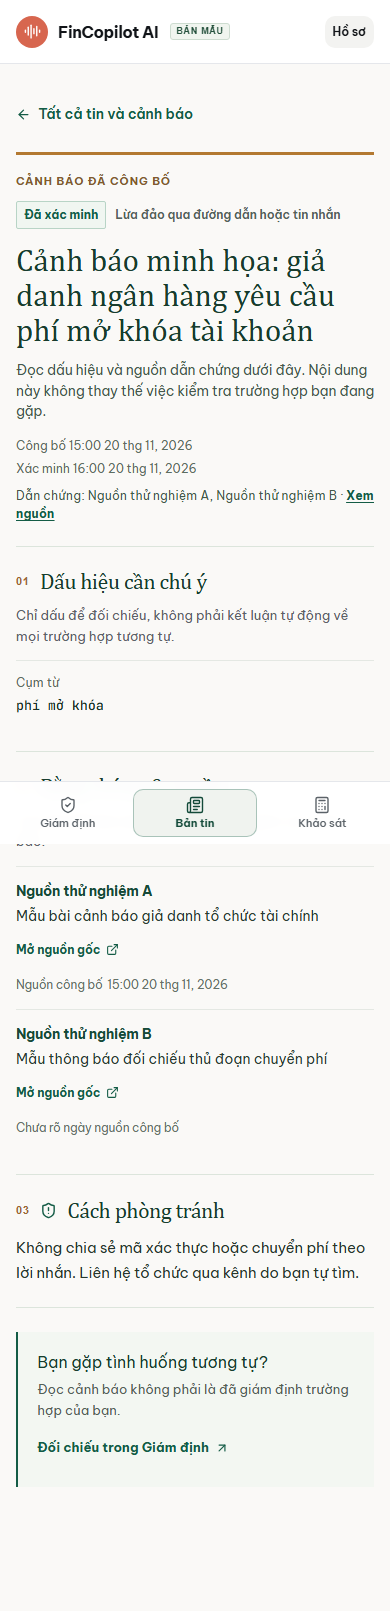 FinCopilot AI
BẢN MẪU
Hồ sơ
← Tất cả tin và cảnh báo
CẢNH BÁO ĐÃ CÔNG BỐ
Đã xác minh
Lừa đảo qua đường dẫn hoặc tin nhắn
Cảnh báo minh họa: giả
danh ngân hàng yêu cầu
phí mở khóa tài khoản
Đọc dấu hiệu và nguồn dẫn chứng dưới đây. Nội dung
này không thay thế việc kiểm tra trường hợp bạn đang
gặp.
Công bố 15:00 20 thg 11, 2026
Xác minh 16:00 20 thg 11, 2026
Dẫn chứng: Nguồn thử nghiệm A, Nguồn thử nghiệm B · Xem
nguồn
01 Dấu hiệu cần chú ý
Chỉ dấu để đối chiếu, không phải kết luận tự động về
mọi trường hợp tương tự.
Cụm từ
phí mở khóa
Giám định
Bản tin
Khảo sát
Nguồn thử nghiệm A
Mẫu bài cảnh báo giả danh tổ chức tài chính
Mở nguồn gốc
Nguồn công bố 15:00 20 thg 11, 2026
Nguồn thử nghiệm B
Mẫu thông báo đối chiếu thủ đoạn chuyển phí
Mở nguồn gốc
Chưa rõ ngày nguồn công bố
03 Cách phòng tránh
Không chia sẻ mã xác thực hoặc chuyển phí theo
lời nhắn. Liên hệ tổ chức qua kênh do bạn tự tìm.
Bạn gặp tình huống tương tự?
Đọc cảnh báo không phải là đã giám định trường
hợp của bạn.
Đối chiếu trong Giám định